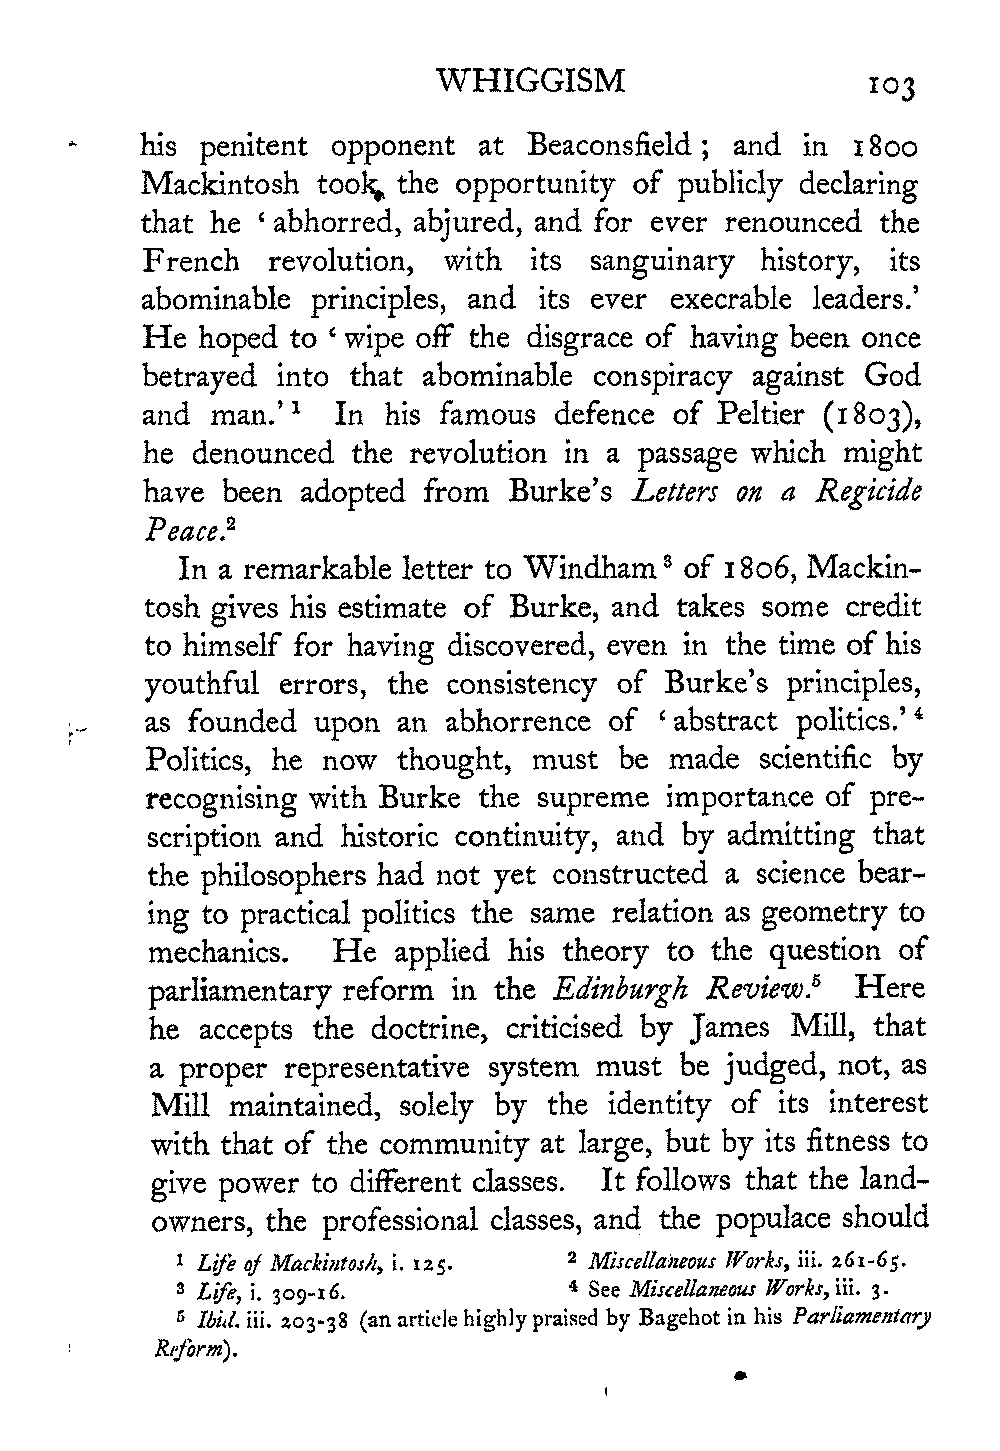 WHIGGISM 103
his penitent opponent at Beaconsfield ; and in 1800
Mackintosh took the opportunity of publicly declaring
that he ‘ abhorred, abjured, and for ever renounced the
French revolution, with its sanguinary history, its
abominable principles, and its ever execrable leaders.’
He hoped to ‘ wipe off the disgrace of having been once
betrayed into that abominable conspiracy against God
and man.’ ¹ In his famous defence of Peltier (1803),
he denounced the revolution in a passage which might
have been adopted from Burke’s Letters on a Regicide
Peace.²
In a remarkable letter to Windham ³ of 1806, Mackin-
tosh gives his estimate of Burke, and takes some credit
to himself for having discovered, even in the time of his
youthful errors, the consistency of Burke’s principles,
as founded upon an abhorrence of ‘ abstract politics.’ ⁴
Politics, he now thought, must be made scientific by
recognising with Burke the supreme importance of pre-
scription and historic continuity, and by admitting that
the philosophers had not yet constructed a science bear-
ing to practical politics the same relation as geometry to
mechanics. He applied his theory to the question of
parliamentary reform in the Edinburgh Review.⁵ Here
he accepts the doctrine, criticised by James Mill, that
a proper representative system must be judged, not, as
Mill maintained, solely by the identity of its interest
with that of the community at large, but by its fitness to
give power to different classes. It follows that the land-
owners, the professional classes, and the populace should
¹ Life of Mackintosh, i. 125. ² Miscellaneous Works, iii. 261-65.
³ Life, i. 309-16. ⁴ See Miscellaneous Works, iii. 3.
⁵ Ibid. iii. 203-38 (an article highly praised by Bagehot in his Parliamentary
Reform).